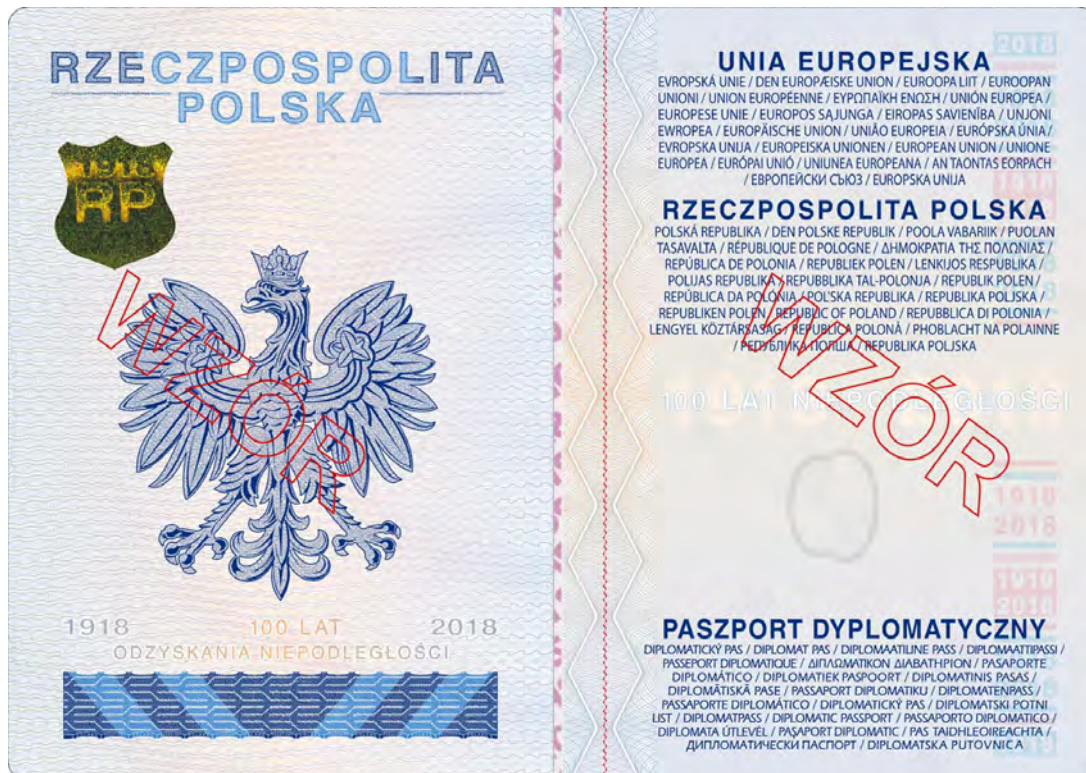 RZECZPOSPOLITA
POLSKA
1918
RP
WZÓR
1918 100 LAT 2018
ODZYSKANIA NIEPODLEGŁOŚCI
2018
UNIA EUROPEJSKA
EVROPSKÁ UNIE / DEN EUROPÆISKE UNION / EUROOPA LIIT / EUROOPAN
UNIONI / UNION EUROPÉENNE / ΕΥΡΩΠΑΪΚΗ ΕΝΩΣΗ / UNIÓN EUROPEA /
EUROPESE UNIE / EUROPOS SĄJUNGA / EIROPAS SAVIENĪBA / UNJONI
EWROPEA / EUROPÄISCHE UNION / UNIÃO EUROPEIA / EURÓPSKA ÚNIA/
EVROPSKA UNIJA / EUROPEISKA UNIONEN / EUROPEAN UNION / UNIONE
EUROPEA / EURÓPAI UNIÓ / UNIUNEA EUROPEANA / AN TAONTAS EORPACH
/ ЕВРОПЕЙСКИ СЪЮЗ / EUROPSKA UNIJA
RZECZPOSPOLITA POLSKA
POLSKÁ REPUBLIKA / DEN POLSKE REPUBLIK / POOLA VABARIIK / PUOLAN
TASAVALTA / RÉPUBLIQUE DE POLOGNE / ΔΗΜΟΚΡΑΤΙΑ ΤΗΣ ΠΟΛΩΝΙΑΣ /
REPÚBLICA DE POLONIA / REPUBLIEK POLEN / LENKIJOS RESPUBLIKA /
POLIJAS REPUBLIKA / REPUBBLIKA TAL-POLONJA / REPUBLIK POLEN /
REPÚBLICA DA POLÓNIA / POĽSKA REPUBLIKA / REPUBLIKA POLJSKA /
REPUBLIKEN POLEN / REPUBLIC OF POLAND / REPUBBLICA DI POLONIA /
LENGYEL KÖZTÁRSASÁG / REPUBLICA POLONĂ / PHOBLACHT NA POLAINNE
/ РЕПУБЛИКА ПОЛША / REPUBLIKA POLJSKA
WZÓR
100 LAT NIEPODLEGŁOŚCI
1918
2018
1918
2018
PASZPORT DYPLOMATYCZNY
DIPLOMATICKÝ PAS / DIPLOMAT PAS / DIPLOMAATILINE PASS / DIPLOMAATTIPASSI /
PASSEPORT DIPLOMATIQUE / ΔΙΠΛΩΜΑΤΙΚΟΝ ΔΙΑΒΑΤΗΡΙΟΝ / PASAPORTE
DIPLOMÁTICO / DIPLOMATIEK PASPOORT / DIPLOMATINIS PASAS /
DIPLOMĀTISKĀ PASE / PASSAPORT DIPLOMATIKU / DIPLOMATENPASS /
PASSAPORTE DIPLOMÁTICO / DIPLOMATICKÝ PAS / DIPLOMATSKI POTNI
LIST / DIPLOMATPASS / DIPLOMATIC PASSPORT / PASSAPORTO DIPLOMATICO /
DIPLOMATA ÚTLEVÉL / PAŞAPORT DIPLOMATIC / PAS TAIDHLEOIREACHTA /
ДИПЛОМАТИЧЕСКИ ПАСПОРТ / DIPLOMATSKA PUTOVNICA